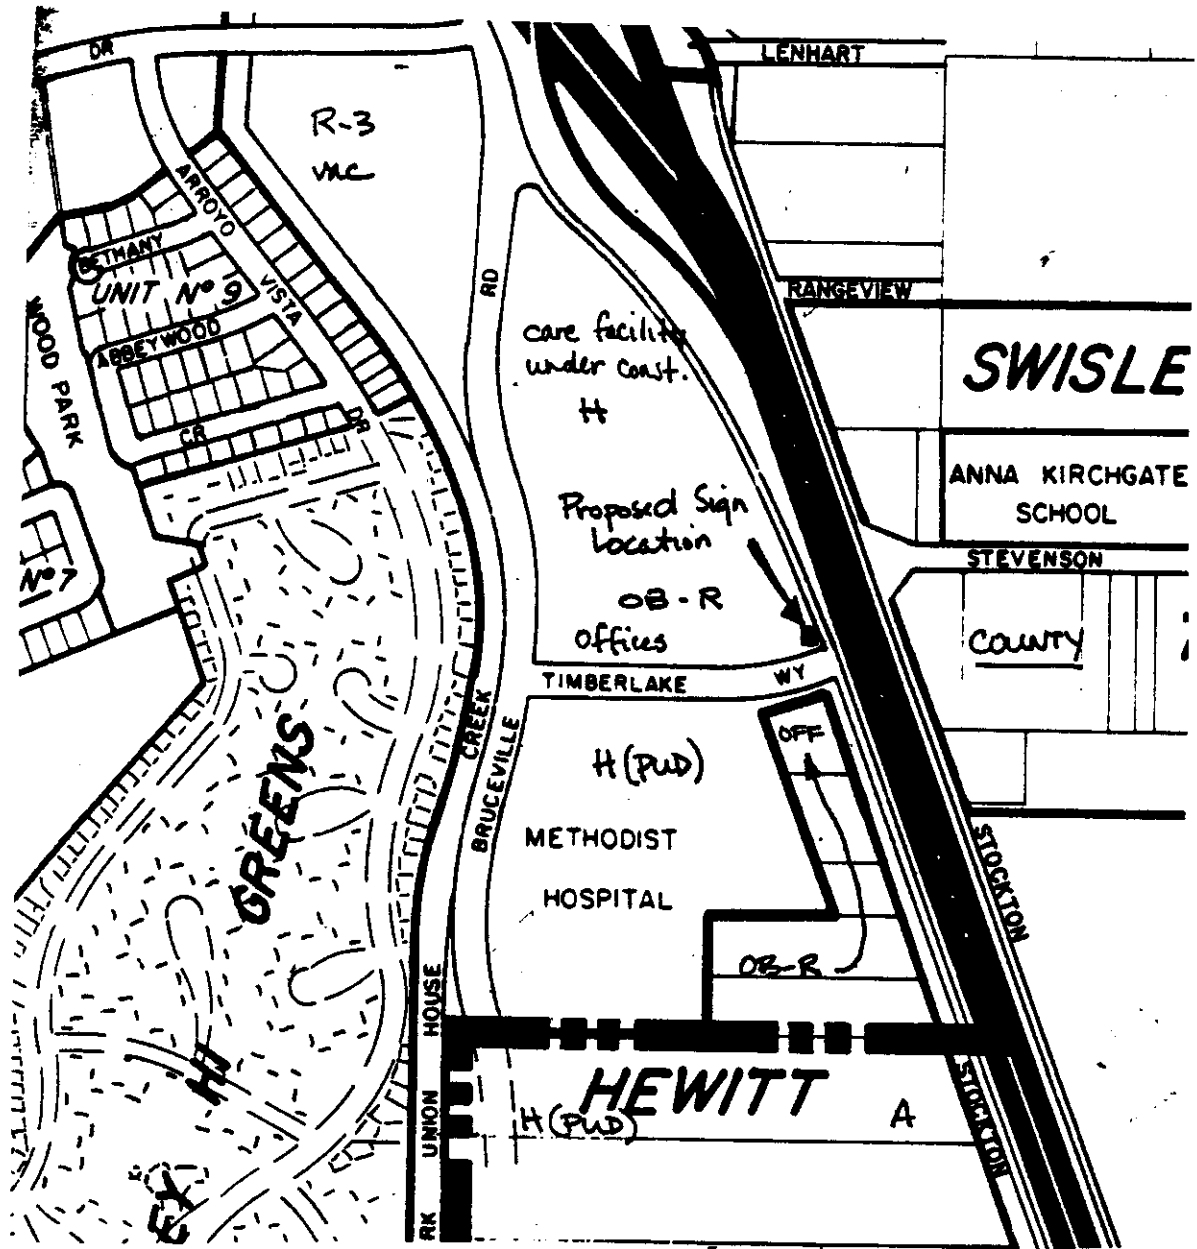 DR
LENHART
R-3
vac
ARROYO
VISTA
BETHANY
UNIT Nº 9
ABBEYWOOD
CR
DR
WOOD PARK
Nº 7
RD
RANGEVIEW
care facility
under const.
H
SWISLE
ANNA KIRCHGATE
SCHOOL
STEVENSON
Proposed Sign
Location
OB-R
Offices
COUNTY
TIMBERLAKE WY
CREEK
BRUCEVILLE
GREENS
H (PUD)
OFF
METHODIST
HOSPITAL
OB-R
STOCKTON
HOUSE
UNION
RK
HEWITT
H (PUD)
A
STOCKTON
HI
EY